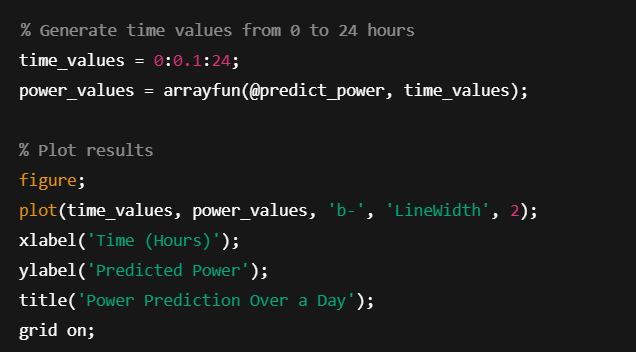 % Generate time values from 0 to 24 hours
time_values = 0:0.1:24;
power_values = arrayfun(@predict_power, time_values);
% Plot results
figure;
plot(time_values, power_values, 'b-', 'LineWidth', 2);
xlabel('Time (Hours)');
ylabel('Predicted Power');
title('Power Prediction Over a Day');
grid on;